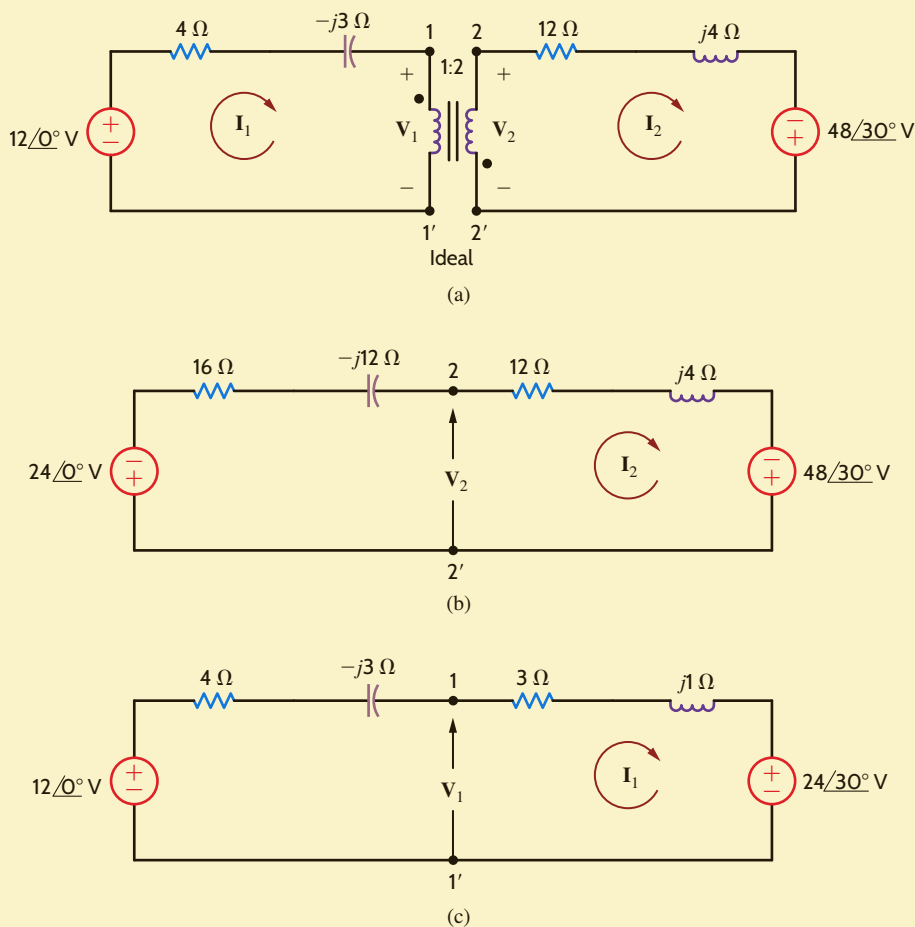 4 Ω
−j3 Ω
1
2
12 Ω
j4 Ω
1:2
+
+
12/0° V
+
−
I₁
V₁
V₂
I₂
−
+
48/30° V
−
−
1′
2′
Ideal
(a)
16 Ω
−j12 Ω
2
12 Ω
j4 Ω
24/0° V
−
+
V₂
I₂
−
+
48/30° V
2′
(b)
4 Ω
−j3 Ω
1
3 Ω
j1 Ω
12/0° V
+
−
V₁
I₁
+
−
24/30° V
1′
(c)